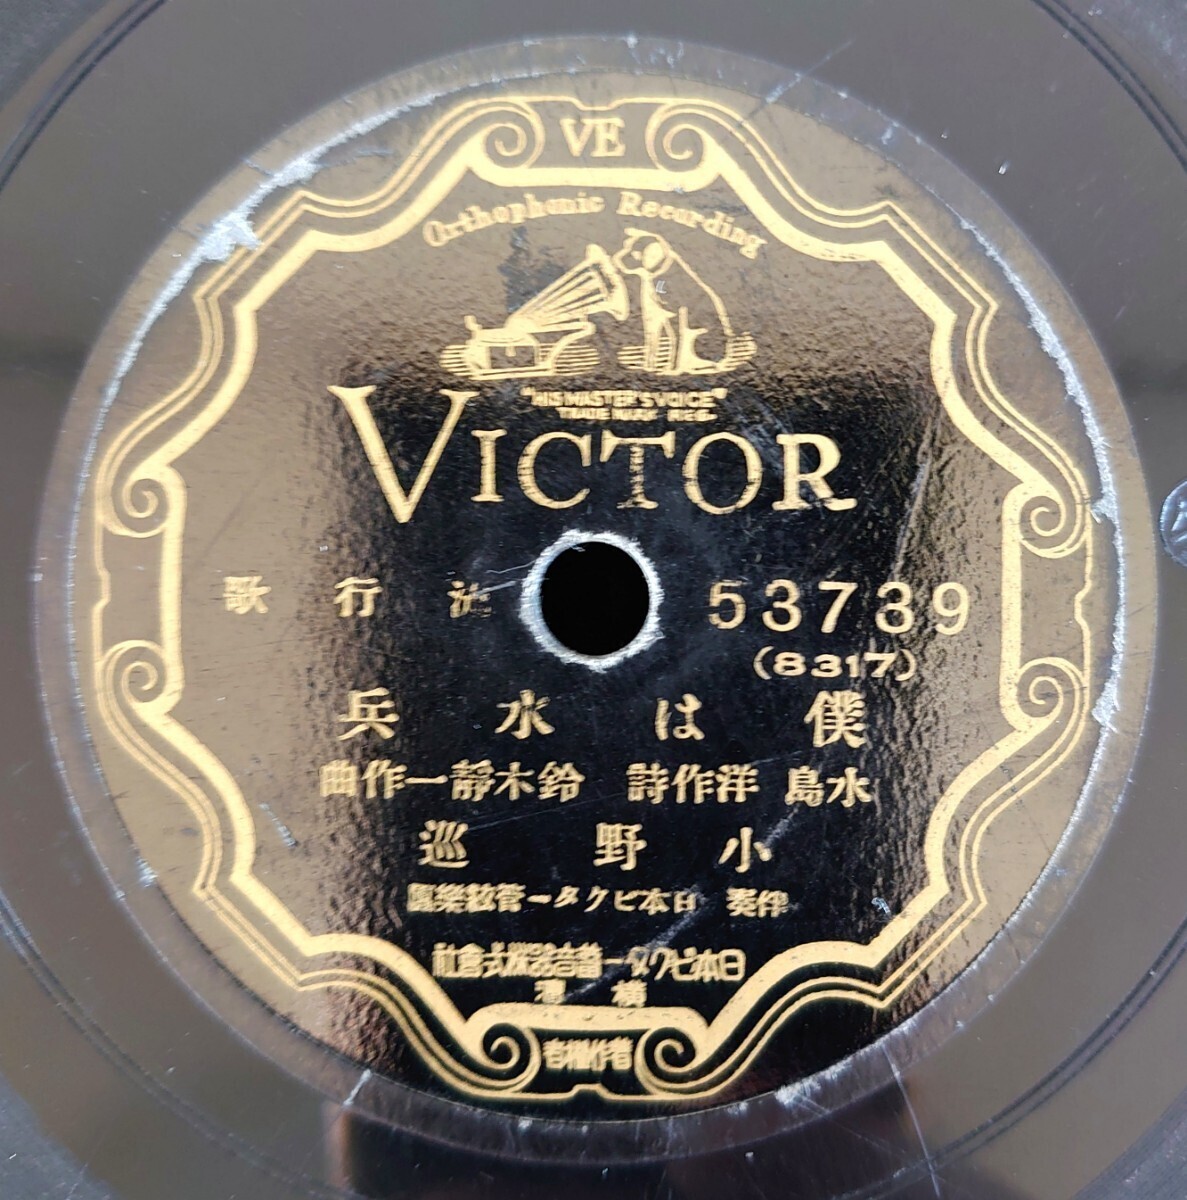 VE
Orthophonic Recording
"HIS MASTER'S VOICE"
TRADE MARK REG.
VICTOR
流行歌 53739
(8317)
僕は水兵
水島 洋作詩 鈴木靜一作曲
小野 巡
伴奏 日本ビクター管絃樂團
日本ビクター蓄音器株式會社
横濱
著作權者